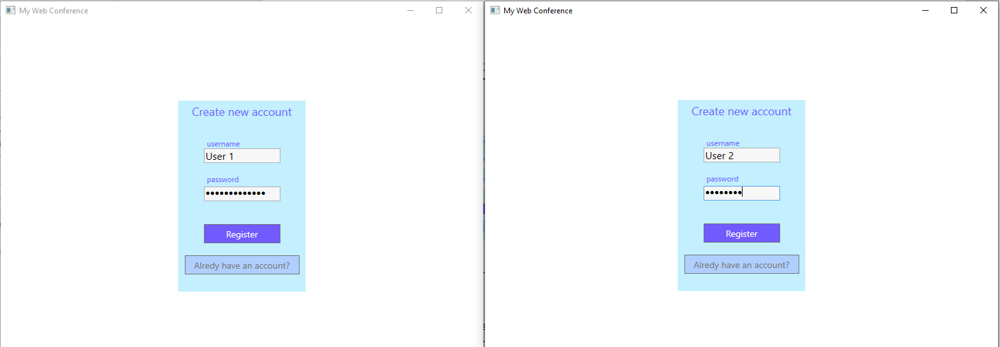 My Web Conference
Create new account
username
User 1
password
•••••••••••••
Register
Alredy have an account?
My Web Conference
Create new account
username
User 2
password
••••••••
Register
Alredy have an account?